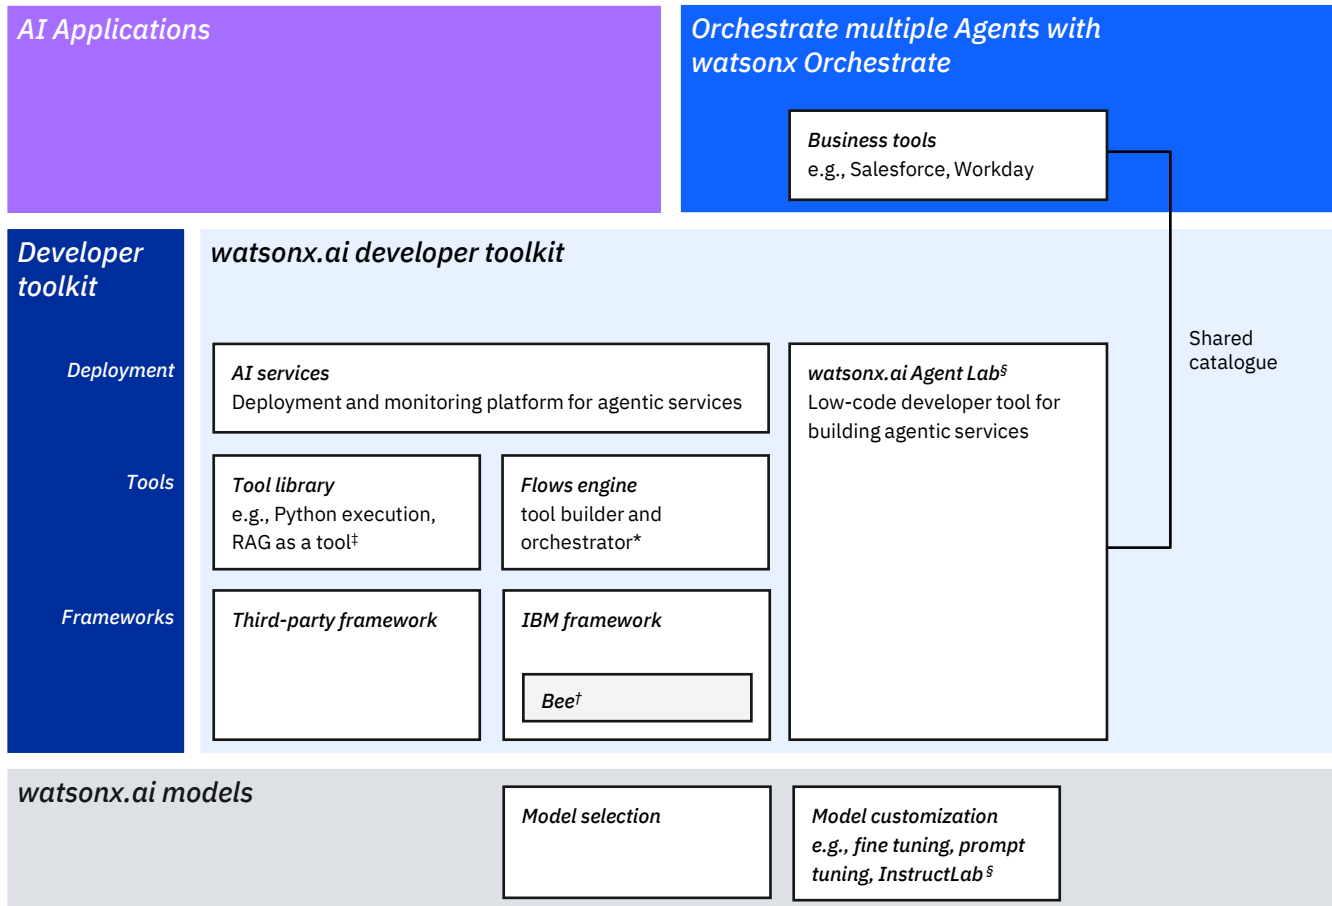 AI Applications
Orchestrate multiple Agents with
watsonx Orchestrate
Business tools
e.g., Salesforce, Workday
Developer
toolkit
watsonx.ai developer toolkit
Shared
catalogue
Deployment
AI services
Deployment and monitoring platform for agentic services
watsonx.ai Agent Lab§
Low-code developer tool for
building agentic services
Tools
Tool library
e.g., Python execution,
RAG as a tool‡
Flows engine
tool builder and
orchestrator*
Frameworks
Third-party framework
IBM framework
Bee†
watsonx.ai models
Model selection
Model customization
e.g., fine tuning, prompt
tuning, InstructLab§